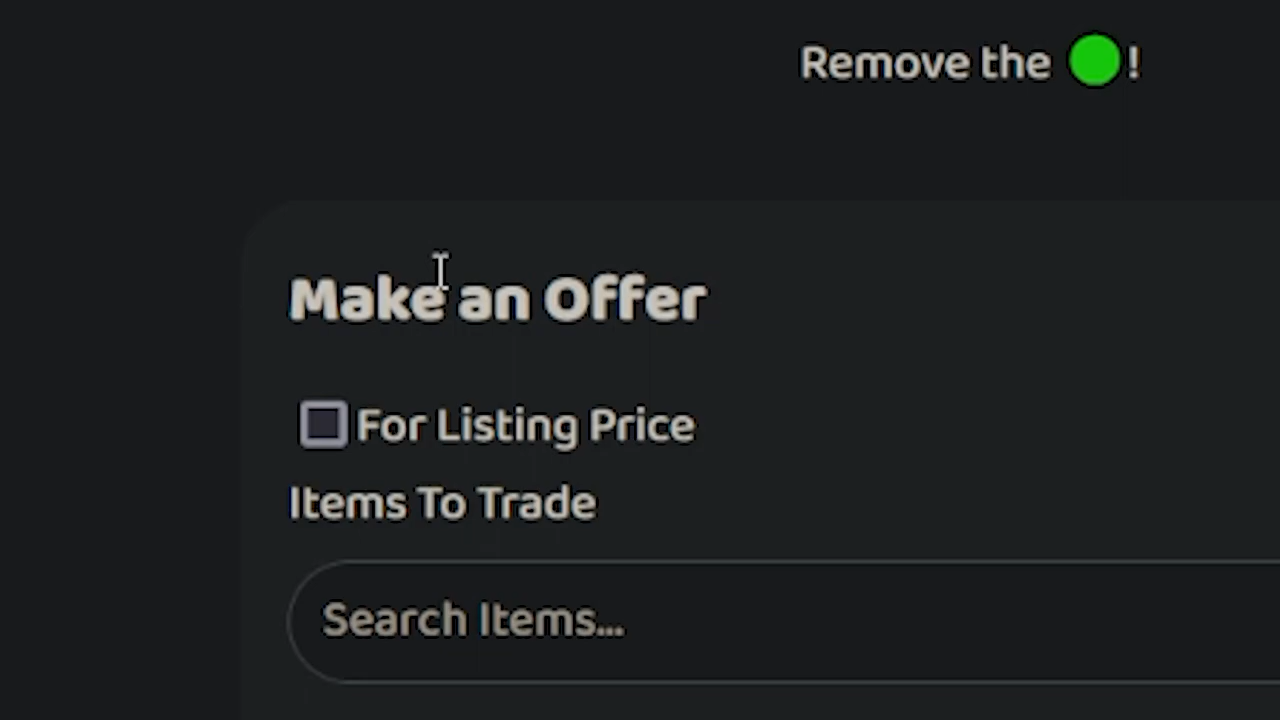 Remove the !
Make an Offer
For Listing Price
Items To Trade
Search Items...